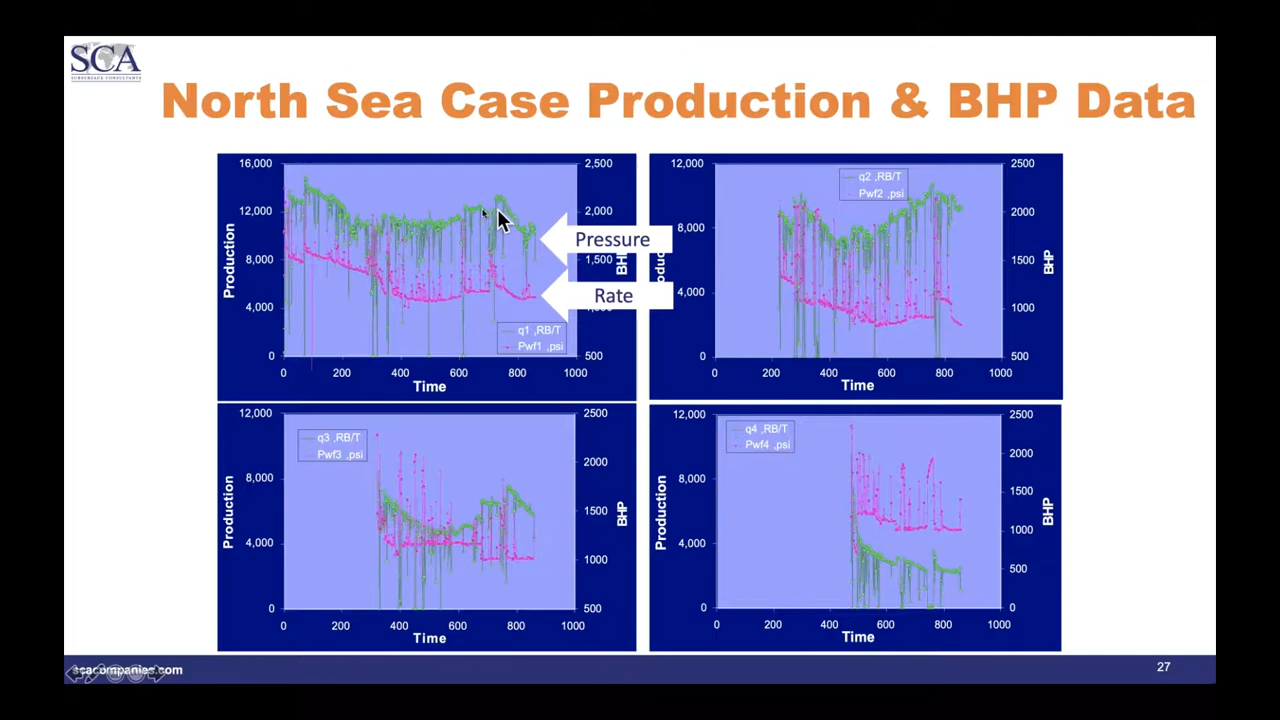 SCA
SUBSURFACE CONSULTANTS
North Sea Case Production & BHP Data
16,000
12,000
8,000
4,000
0
Production
2,500
2,000
1,500
500
0
200
400
600
800
1000
Time
q1 ,RB/T
Pwf1 ,psi
Pressure
Rate
12,000
8,000
4,000
0
2500
2000
1500
1000
500
BHP
0
200
400
600
800
1000
Time
q2 ,RB/T
Pwf2 ,psi
12,000
8,000
4,000
0
Production
2500
2000
1500
1000
500
BHP
0
200
400
600
800
1000
Time
q3 ,RB/T
Pwf3 ,psi
12,000
8,000
4,000
0
Production
2500
2000
1500
1000
500
0
BHP
0
200
400
600
800
1000
Time
q4 ,RB/T
Pwf4 ,psi
scacompanies.com
27